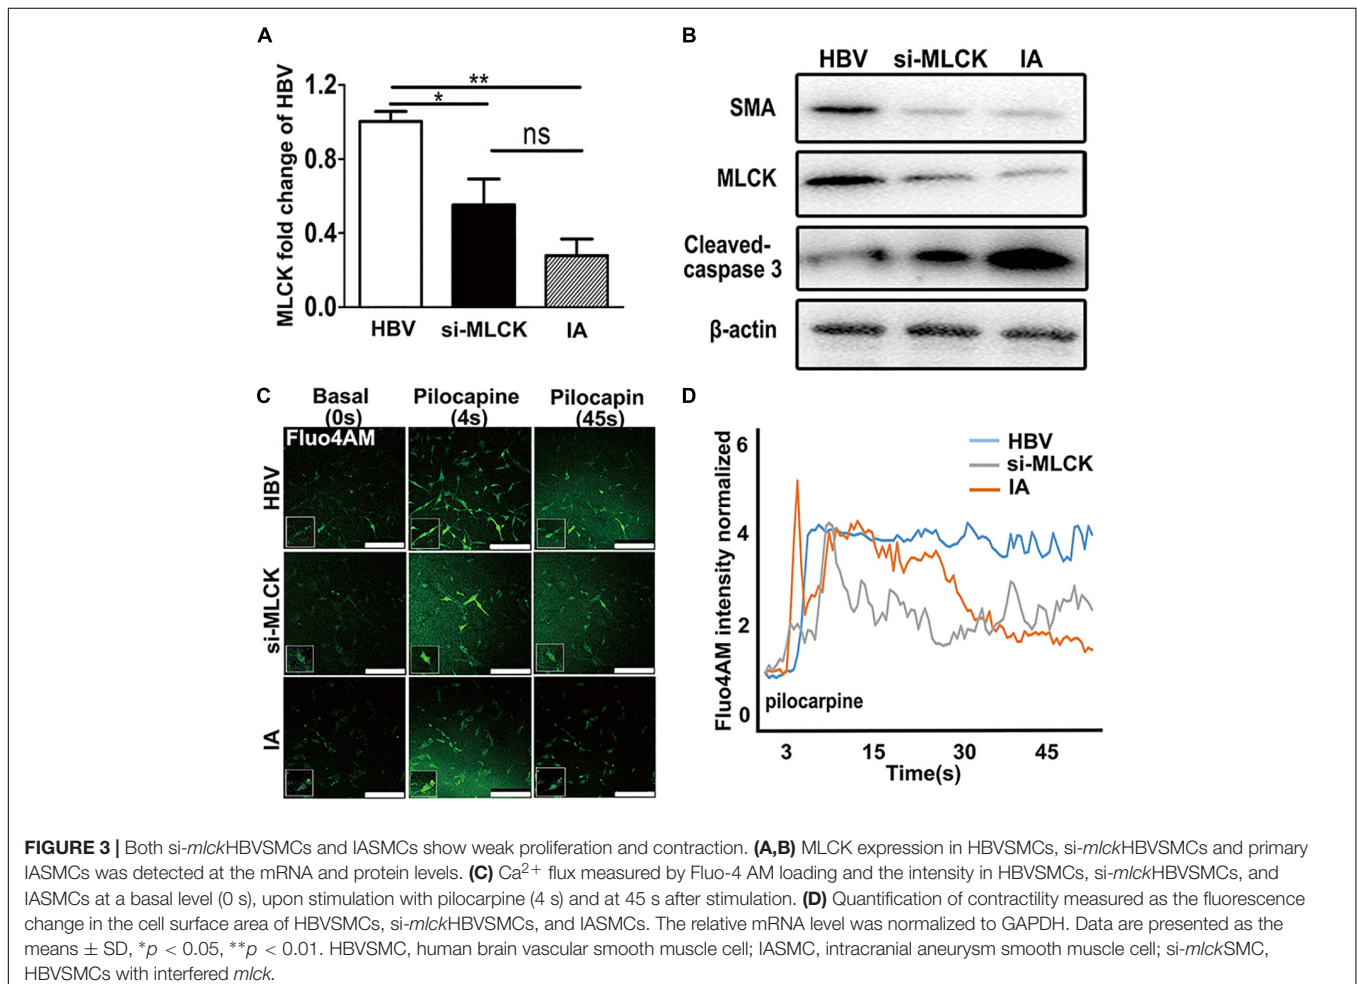 A
MLCK fold change of HBV
1.2
0.8
0.4
0.0
**
*
ns
HBV si-MLCK IA
B
HBV si-MLCK IA
SMA
MLCK
Cleaved-
caspase 3
β-actin
C
Basal Pilocapine Pilocapin
(0s) (4s) (45s)
Fluo4AM
HBV
si-MLCK
IA
D
Fluo4AM intensity normalized
6
4
2
0
HBV
si-MLCK
IA
pilocarpine
3 15 30 45
Time(s)
FIGURE 3 | Both si-mlckHBVSMCs and IASMCs show weak proliferation and contraction. (A,B) MLCK expression in HBVSMCs, si-mlckHBVSMCs and primary
IASMCs was detected at the mRNA and protein levels. (C) Ca2+ flux measured by Fluo-4 AM loading and the intensity in HBVSMCs, si-mlckHBVSMCs, and
IASMCs at a basal level (0 s), upon stimulation with pilocarpine (4 s) and at 45 s after stimulation. (D) Quantification of contractility measured as the fluorescence
change in the cell surface area of HBVSMCs, si-mlckHBVSMCs, and IASMCs. The relative mRNA level was normalized to GAPDH. Data are presented as the
means ± SD, *p < 0.05, **p < 0.01. HBVSMC, human brain vascular smooth muscle cell; IASMC, intracranial aneurysm smooth muscle cell; si-mlckSMC,
HBVSMCs with interfered mlck.